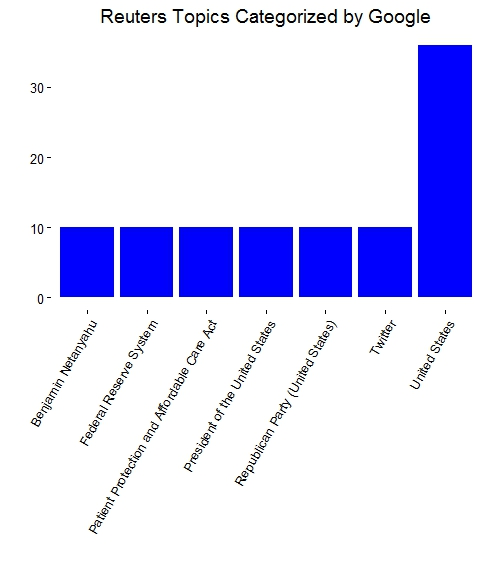 Reuters Topics Categorized by Google
30
20
10
0
Benjamin Netanyahu
Federal Reserve System
Patient Protection and Affordable Care Act
President of the United States
Republican Party (United States)
Twitter
United States